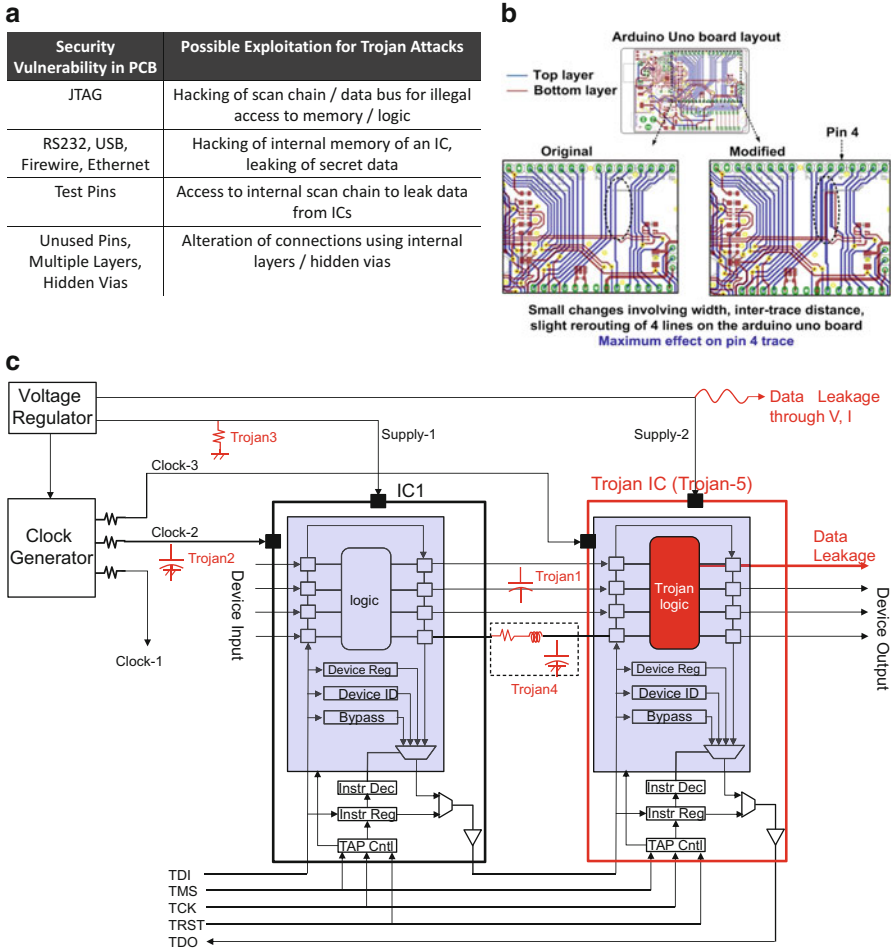 a
Security Vulnerability in PCB
Possible Exploitation for Trojan Attacks
JTAG
Hacking of scan chain / data bus for illegal access to memory / logic
RS232, USB, Firewire, Ethernet
Hacking of internal memory of an IC, leaking of secret data
Test Pins
Access to internal scan chain to leak data from ICs
Unused Pins, Multiple Layers, Hidden Vias
Alteration of connections using internal layers / hidden vias
b
Arduino Uno board layout
Top layer
Bottom layer
Pin 4
Original
Modified
Small changes involving width, inter-trace distance,
slight rerouting of 4 lines on the arduino uno board
Maximum effect on pin 4 trace
c
Voltage Regulator
Trojan3
Supply-1
Supply-2
Data Leakage
through V, I
Clock-3
Clock Generator
Clock-2
Trojan2
Clock-1
IC1
Trojan IC (Trojan-5)
Device Input
logic
Trojan1
Trojan4
Trojan logic
Data Leakage
Device Output
Device Reg
Device ID
Bypass
Instr Dec
Instr Reg
TAP Cntl
Device Reg
Device ID
Bypass
Instr Dec
Instr Reg
TAP Cntl
TDI
TMS
TCK
TRST
TDO